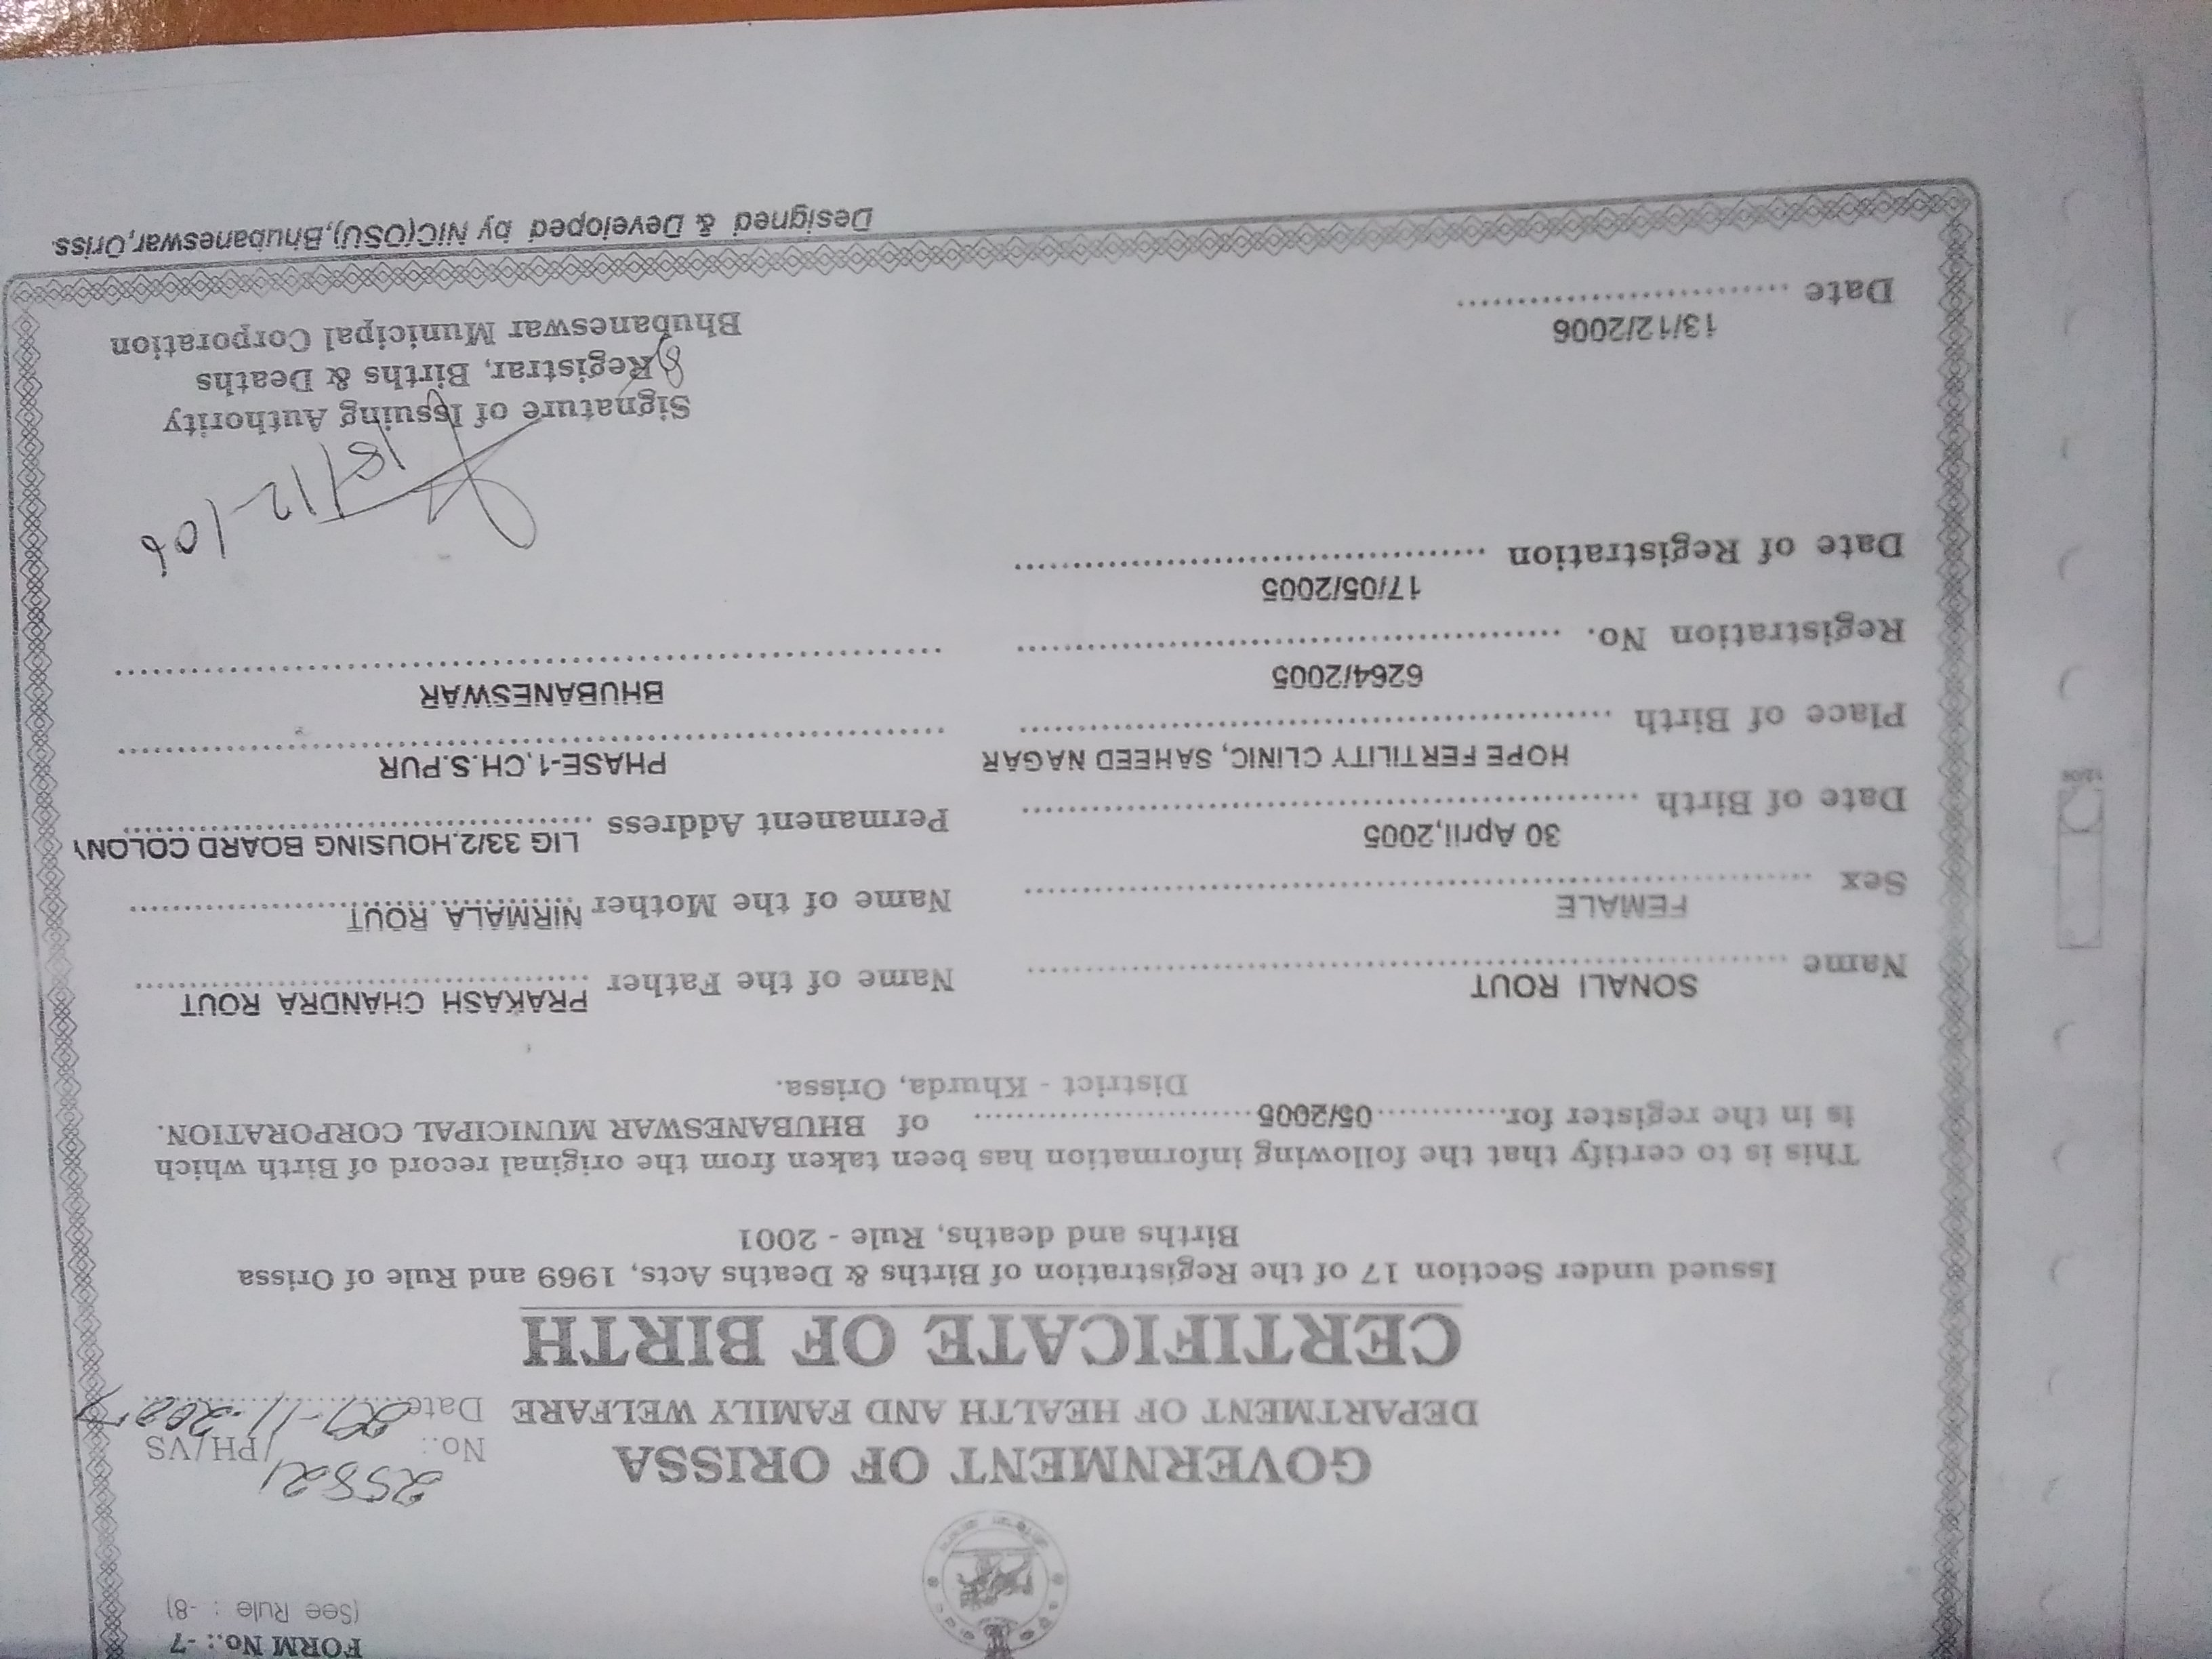 FORM No.: -7
(See Rule : -8)
GOVERNMENT OF ORISSA
25821
No.: /PH/VS
DEPARTMENT OF HEALTH AND FAMILY WELFARE
Date
CERTIFICATE OF BIRTH
Issued under Section 17 of the Registration of Births & Deaths Acts, 1969 and Rule of Orissa
Births and deaths, Rule - 2001
This is to certify that the following information has been taken from the original record of Birth which
is in the register for.............05/2005........................... of BHUBANESWAR MUNICIPAL CORPORATION.
District - Khurda, Orissa.
Name SONALI ROUT
Sex FEMALE
Date of Birth 30 April,2005
Place of Birth HOPE FERTILITY CLINIC, SAHEED NAGAR
Registration No. 6264/2005
Date of Registration 17/05/2005
Name of the Father PRAKASH CHANDRA ROUT
Name of the Mother NIRMALA ROUT
Permanent Address LIG 33/2,HOUSING BOARD COLONY
PHASE-1,CH.S.PUR
BHUBANESWAR
13/12/2006
Date
Signature of Issuing Authority
Registrar, Births & Deaths
Bhubaneswar Municipal Corporation
Designed & Developed by NIC(OSU),Bhubaneswar,Oriss
12/06